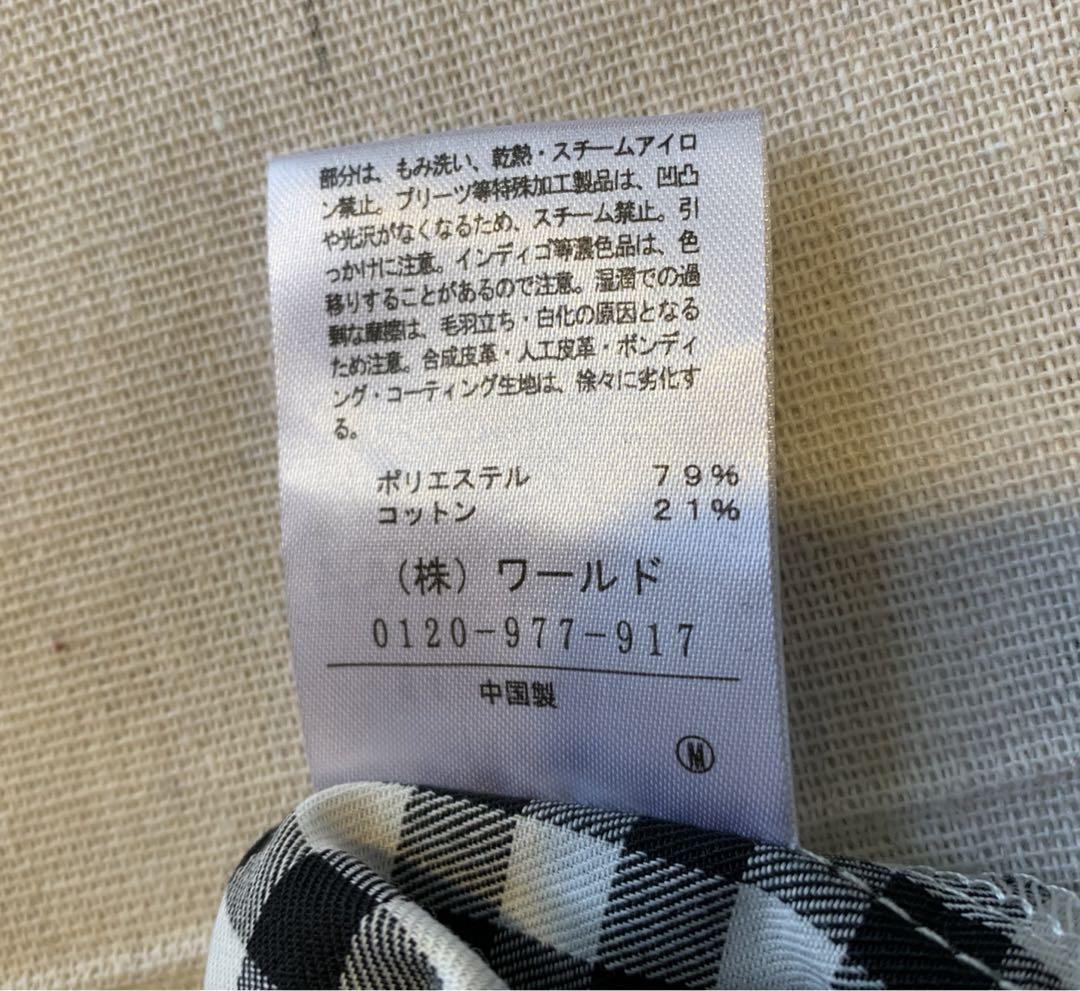 部分は、もみ洗い、乾熱・スチームアイロ
ン禁止。プリーツ等特殊加工製品は、凹凸
や光沢がなくなるため、スチーム禁止。引
っかけに注意。インディゴ等濃色品は、色
移りすることがあるので注意。湿潤での過
剰な摩擦は、毛羽立ち・白化の原因となる
ため注意。合成皮革・人工皮革・ボンディ
ング・コーティング生地は、徐々に劣化す
る。
ポリエステル 79%
コットン 21%
(株)ワールド
0120-977-917
中国製
Ⓜ